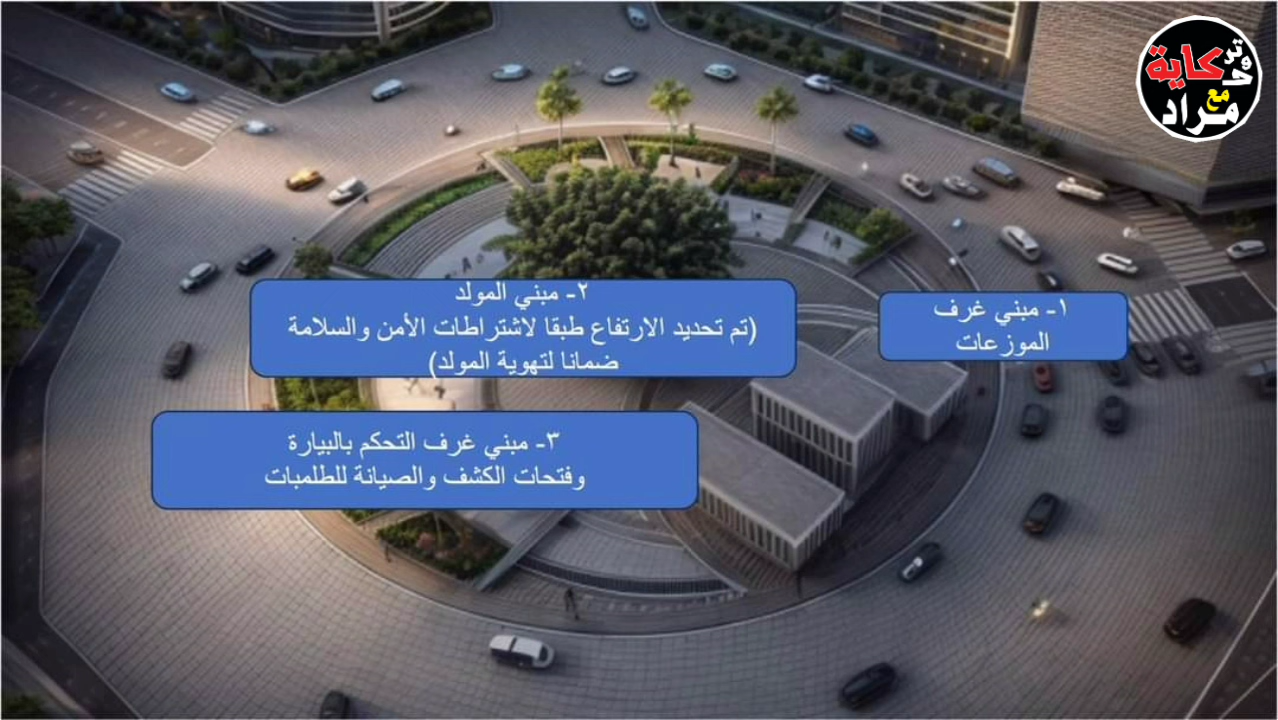 توتر
حكاية
مع
مراد
١- مبني غرف
الموزعات
٢- مبني المولد
(تم تحديد الارتفاع طبقا لاشتراطات الأمن والسلامة
ضمانا لتهوية المولد)
٣- مبني غرف التحكم بالبيارة
وفتحات الكشف والصيانة للطلمبات